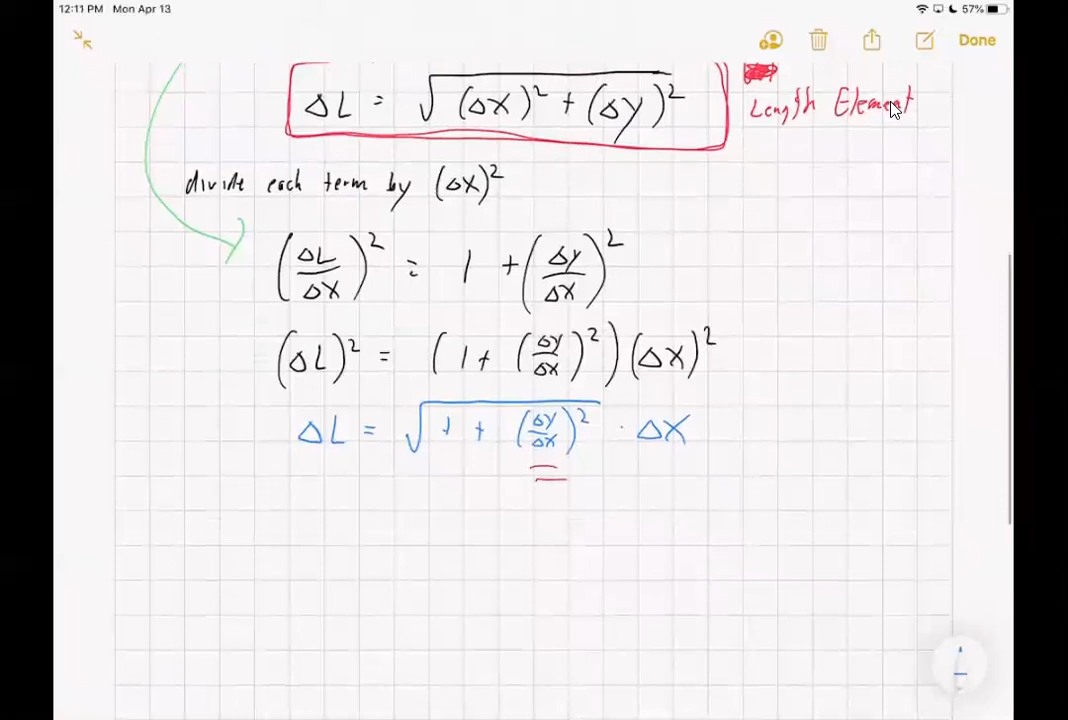 12:11 PM Mon Apr 13 57%
Done
ΔL = √(Δx)² + (Δy)² Length Element
divide each term by (Δx)²
(ΔL/Δx)² = 1 + (Δy/Δx)²
(ΔL)² = (1 + (Δy/Δx)²)(Δx)²
ΔL = √1 + (Δy/Δx)² · Δx